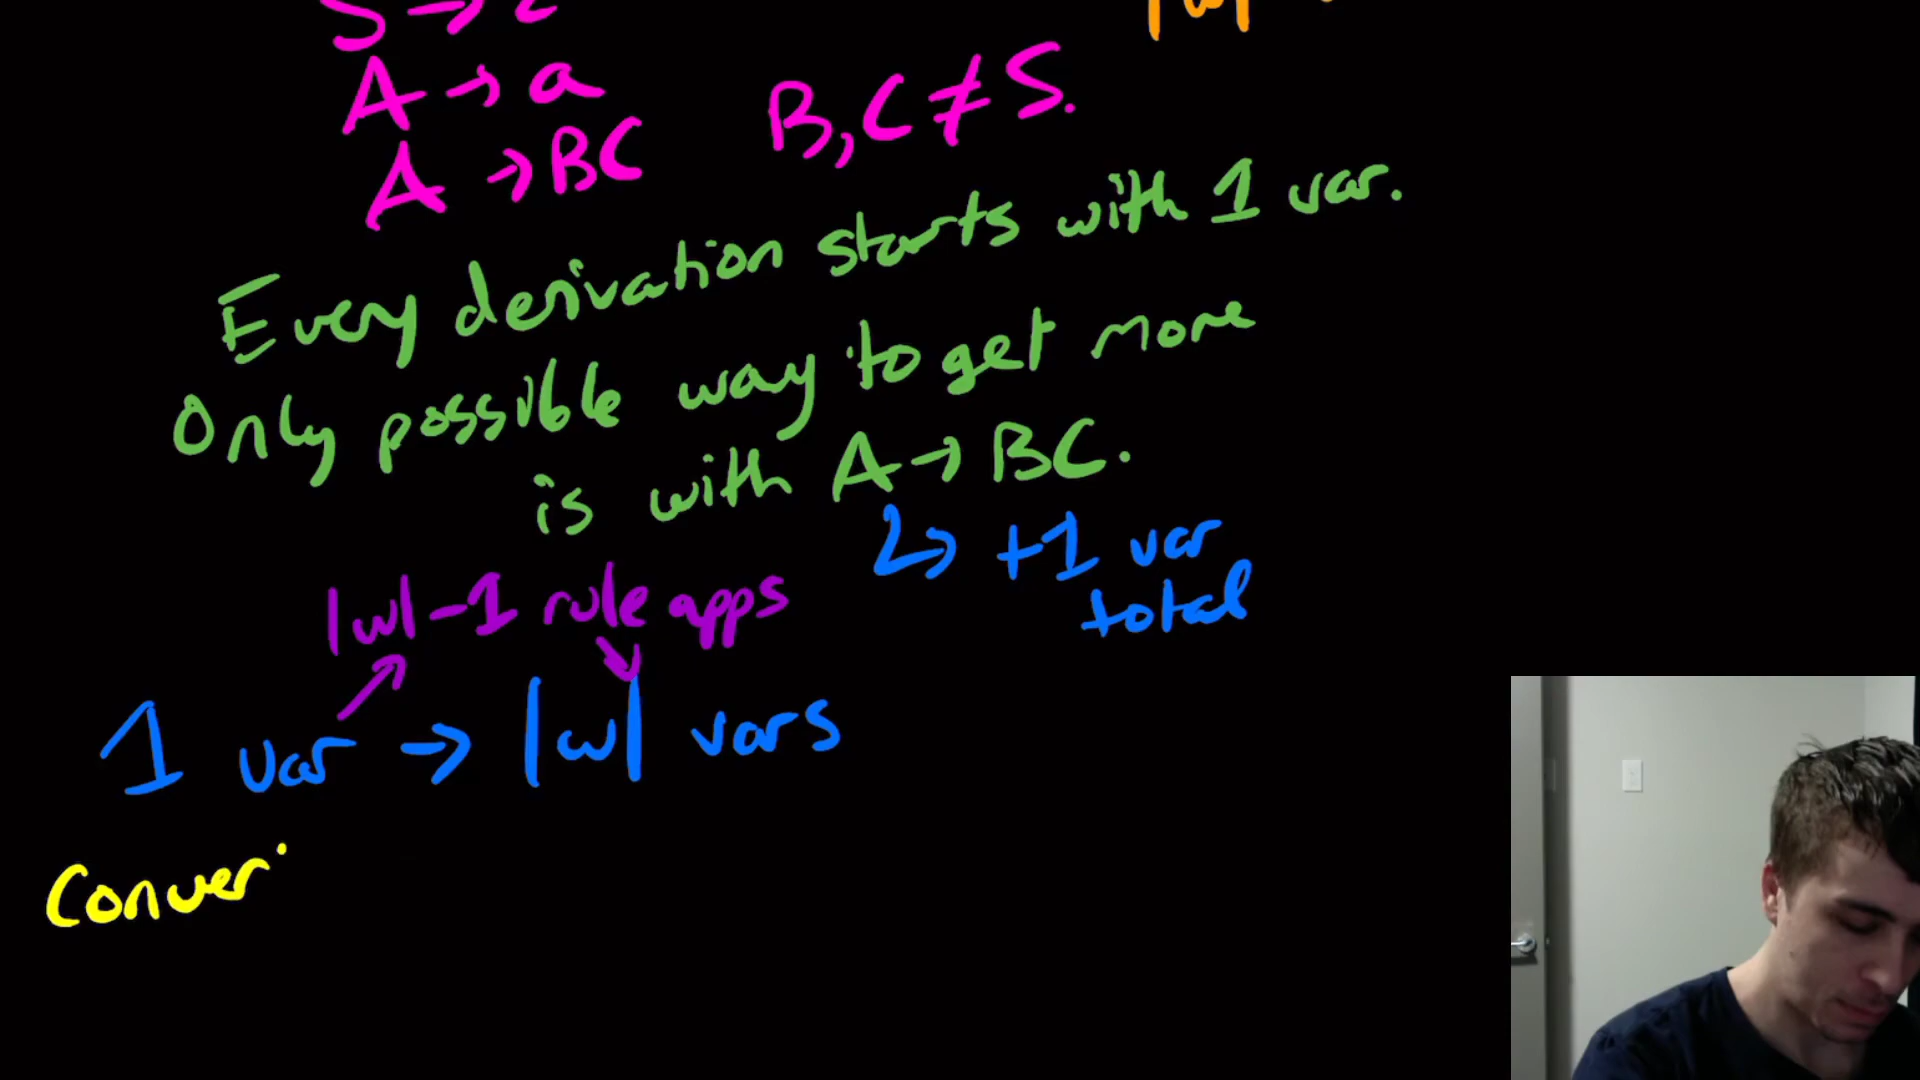 S → ε
|w|
A → a
B, C ≠ S.
A → BC
Every derivation starts with 1 var.
Only possible way to get more
is with A → BC.
↳ +1 var
total
|w| - 1 rule apps
1 var → |w| vars
Conver